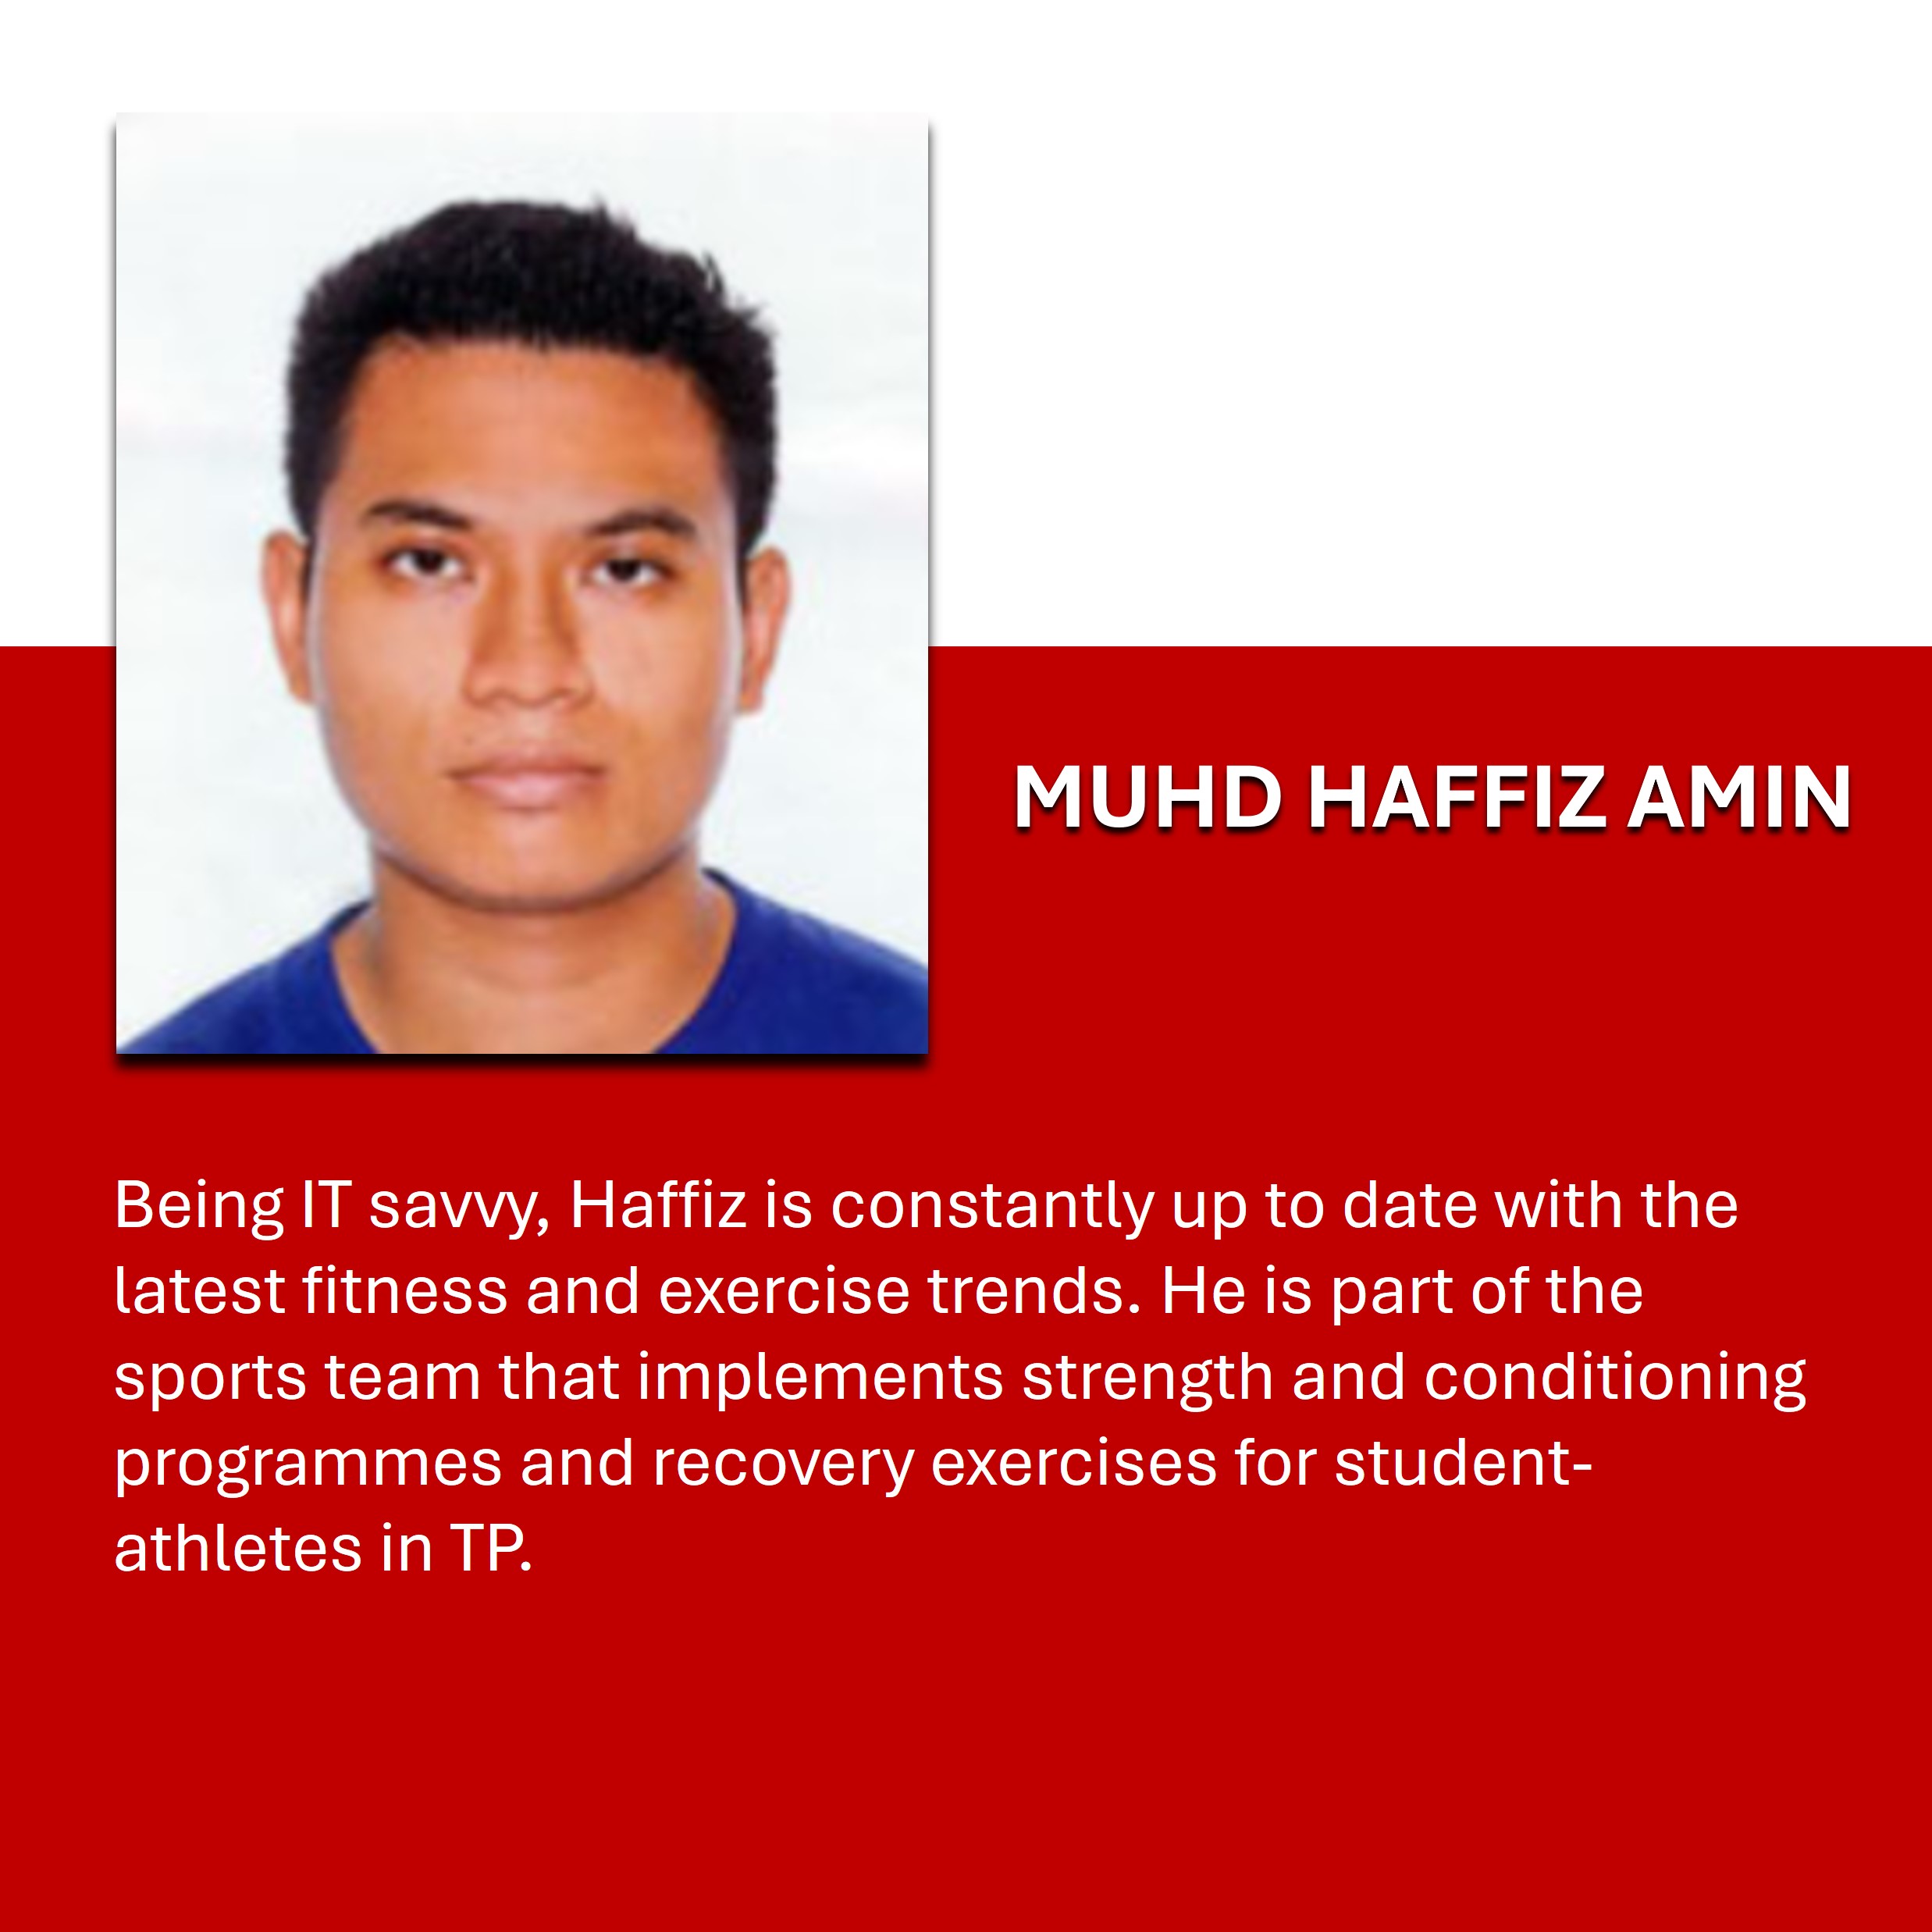 MUHD HAFFIZ AMIN
Being IT savvy, Haffiz is constantly up to date with the
latest fitness and exercise trends. He is part of the
sports team that implements strength and conditioning
programmes and recovery exercises for student-
athletes in TP.